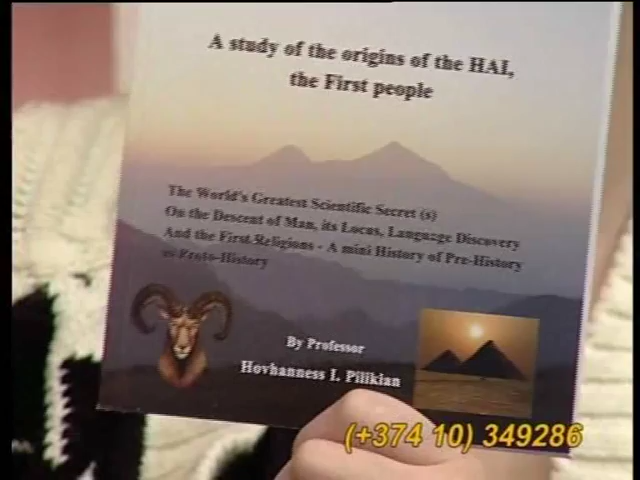 A study of the origins of the HAI,
the First people
The World's Greatest Scientific Secret (s)
On the Descent of Man, its Locus, Language Discovery
And the First Religions - A mini History of Pre-History
as Proto-History
By Professor
Hovhanness I. Pilikian
(+374 10) 349286